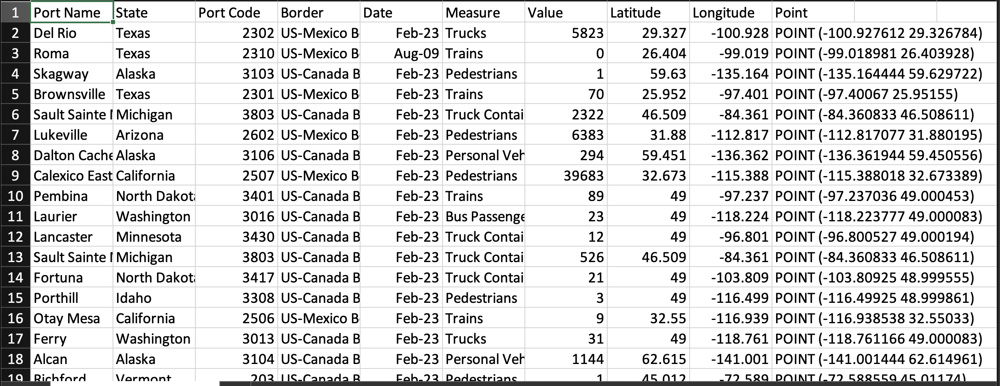 1 Port Name State Port Code Border Date Measure Value Latitude Longitude Point
2 Del Rio Texas 2302 US-Mexico B Feb-23 Trucks 5823 29.327 -100.928 POINT (-100.927612 29.326784)
3 Roma Texas 2310 US-Mexico B Aug-09 Trains 0 26.404 -99.019 POINT (-99.018981 26.403928)
4 Skagway Alaska 3103 US-Canada B Feb-23 Pedestrians 1 59.63 -135.164 POINT (-135.164444 59.629722)
5 Brownsville Texas 2301 US-Mexico B Feb-23 Trains 70 25.952 -97.401 POINT (-97.40067 25.95155)
6 Sault Sainte Michigan 3803 US-Canada B Feb-23 Truck Contai 2322 46.509 -84.361 POINT (-84.360833 46.508611)
7 Lukeville Arizona 2602 US-Mexico B Feb-23 Pedestrians 6383 31.88 -112.817 POINT (-112.817077 31.880195)
8 Dalton Cache Alaska 3106 US-Canada B Feb-23 Personal Veh 294 59.451 -136.362 POINT (-136.361944 59.450556)
9 Calexico East California 2507 US-Mexico B Feb-23 Pedestrians 39683 32.673 -115.388 POINT (-115.388018 32.673389)
10 Pembina North Dakota 3401 US-Canada B Feb-23 Trains 89 49 -97.237 POINT (-97.237036 49.000453)
11 Laurier Washington 3016 US-Canada B Feb-23 Bus Passenge 23 49 -118.224 POINT (-118.223777 49.000083)
12 Lancaster Minnesota 3430 US-Canada B Feb-23 Truck Contai 12 49 -96.801 POINT (-96.800527 49.000194)
13 Sault Sainte Michigan 3803 US-Canada B Feb-23 Truck Contai 526 46.509 -84.361 POINT (-84.360833 46.508611)
14 Fortuna North Dakota 3417 US-Canada B Feb-23 Truck Contai 21 49 -103.809 POINT (-103.80925 48.999555)
15 Porthill Idaho 3308 US-Canada B Feb-23 Pedestrians 3 49 -116.499 POINT (-116.49925 48.999861)
16 Otay Mesa California 2506 US-Mexico B Feb-23 Trains 9 32.55 -116.939 POINT (-116.938538 32.55033)
17 Ferry Washington 3013 US-Canada B Feb-23 Trucks 31 49 -118.761 POINT (-118.761166 49.000083)
18 Alcan Alaska 3104 US-Canada B Feb-23 Personal Veh 1144 62.615 -141.001 POINT (-141.001444 62.614961)
19 Richford Vermont 203 US-Canada B Feb-23 Pedestrians 1 45.012 -72.589 POINT (-72.588559 45.01174)